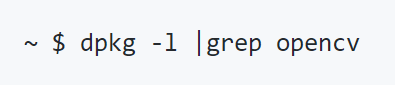 ~ $ dpkg -l |grep opencv